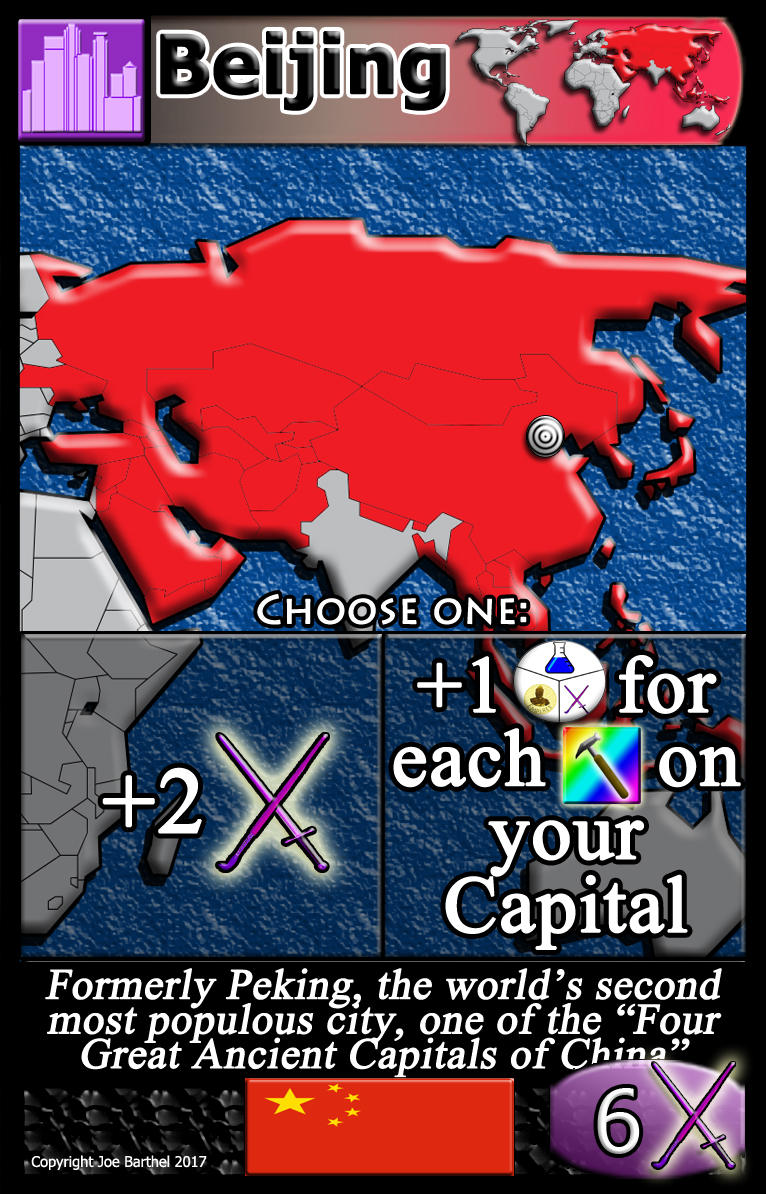 Beijing
CHOOSE ONE:
+2
+1 for
each on
your
Capital
Formerly Peking, the world’s second
most populous city, one of the “Four
Great Ancient Capitals of China”
6
Copyright Joe Barthel 2017